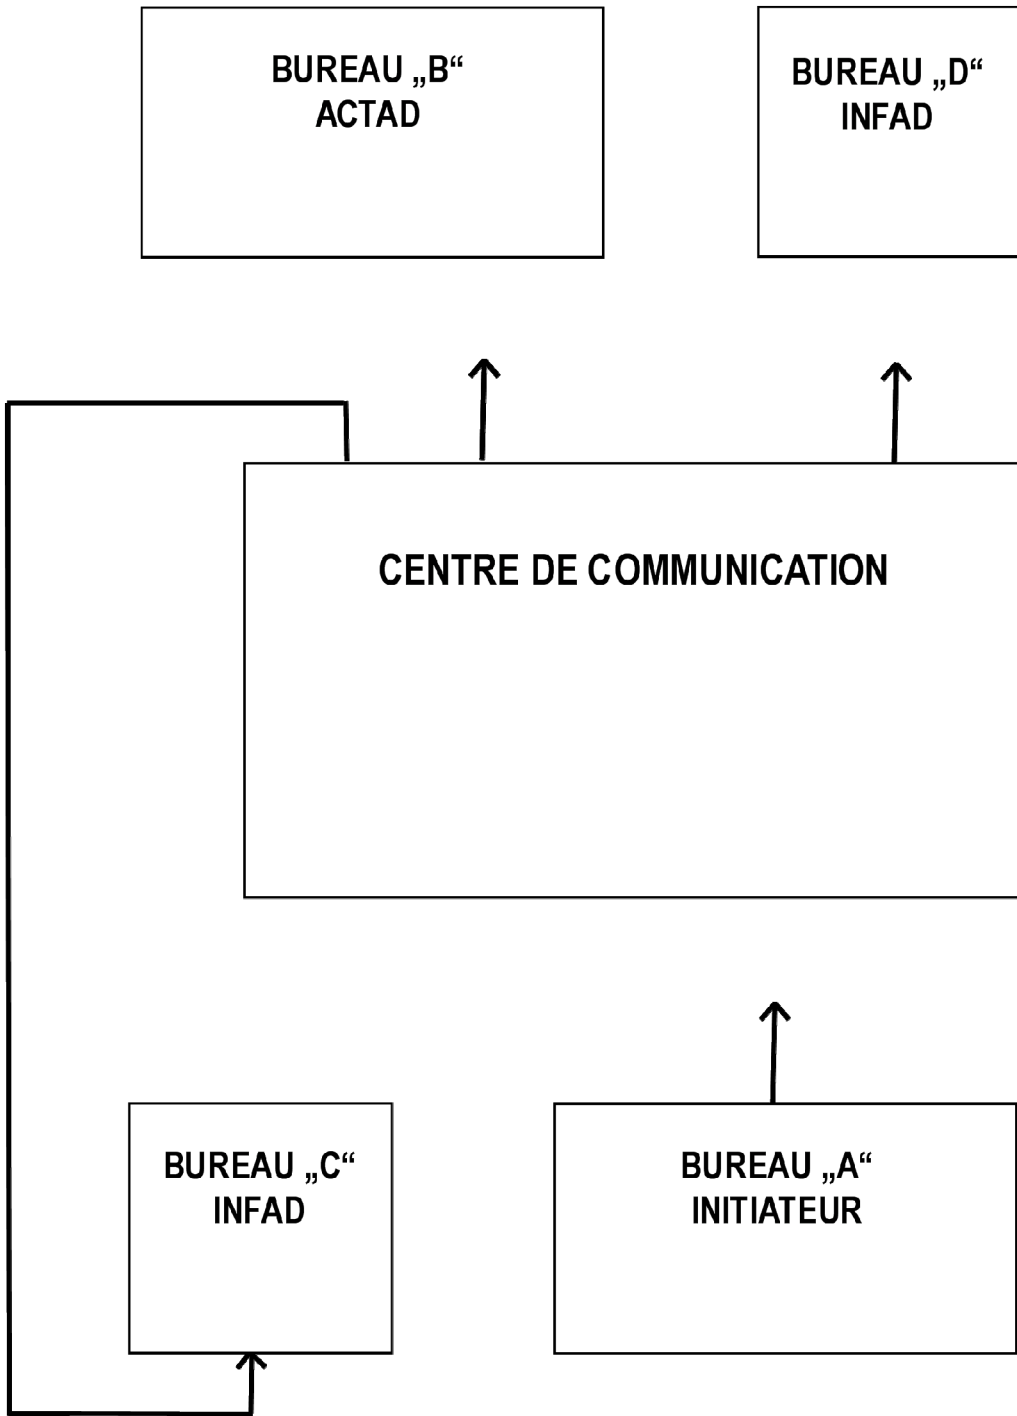 BUREAU „B“
ACTAD
BUREAU „D“
INFAD
CENTRE DE COMMUNICATION
BUREAU „C“
INFAD
BUREAU „A“
INITIATEUR